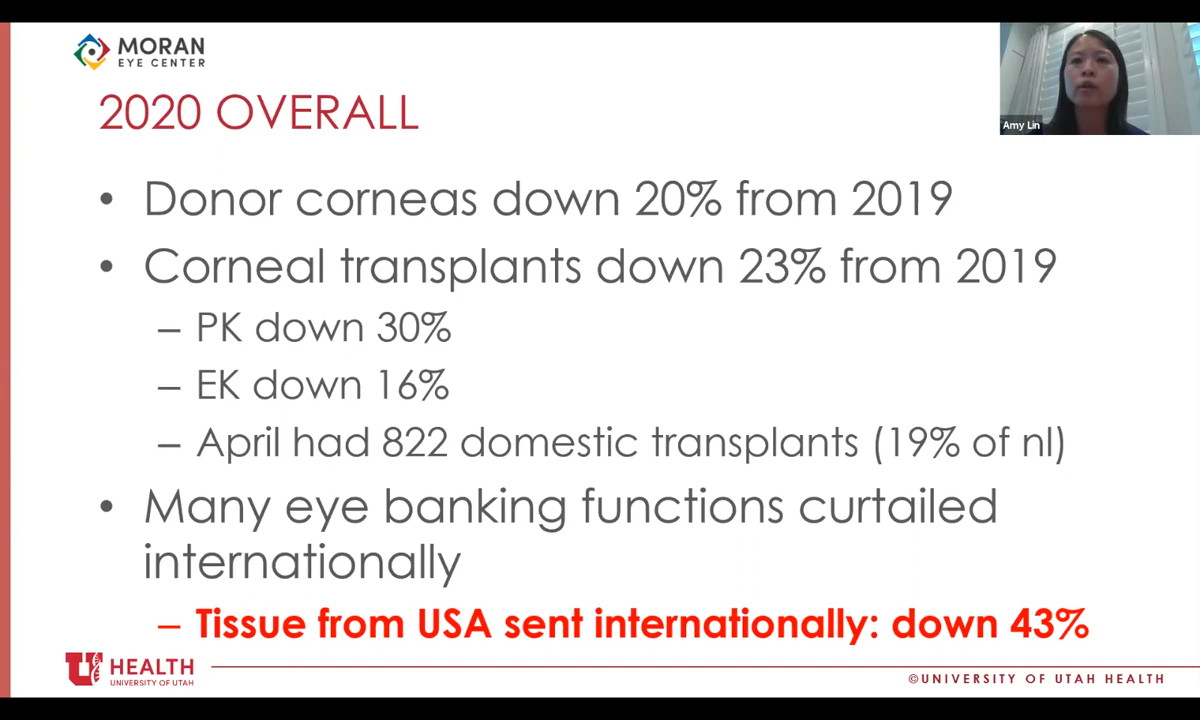 MORAN
EYE CENTER
Amy Lin
2020 OVERALL
• Donor corneas down 20% from 2019
• Corneal transplants down 23% from 2019
– PK down 30%
– EK down 16%
– April had 822 domestic transplants (19% of nl)
• Many eye banking functions curtailed
internationally
– Tissue from USA sent internationally: down 43%
U HEALTH
UNIVERSITY OF UTAH
©UNIVERSITY OF UTAH HEALTH